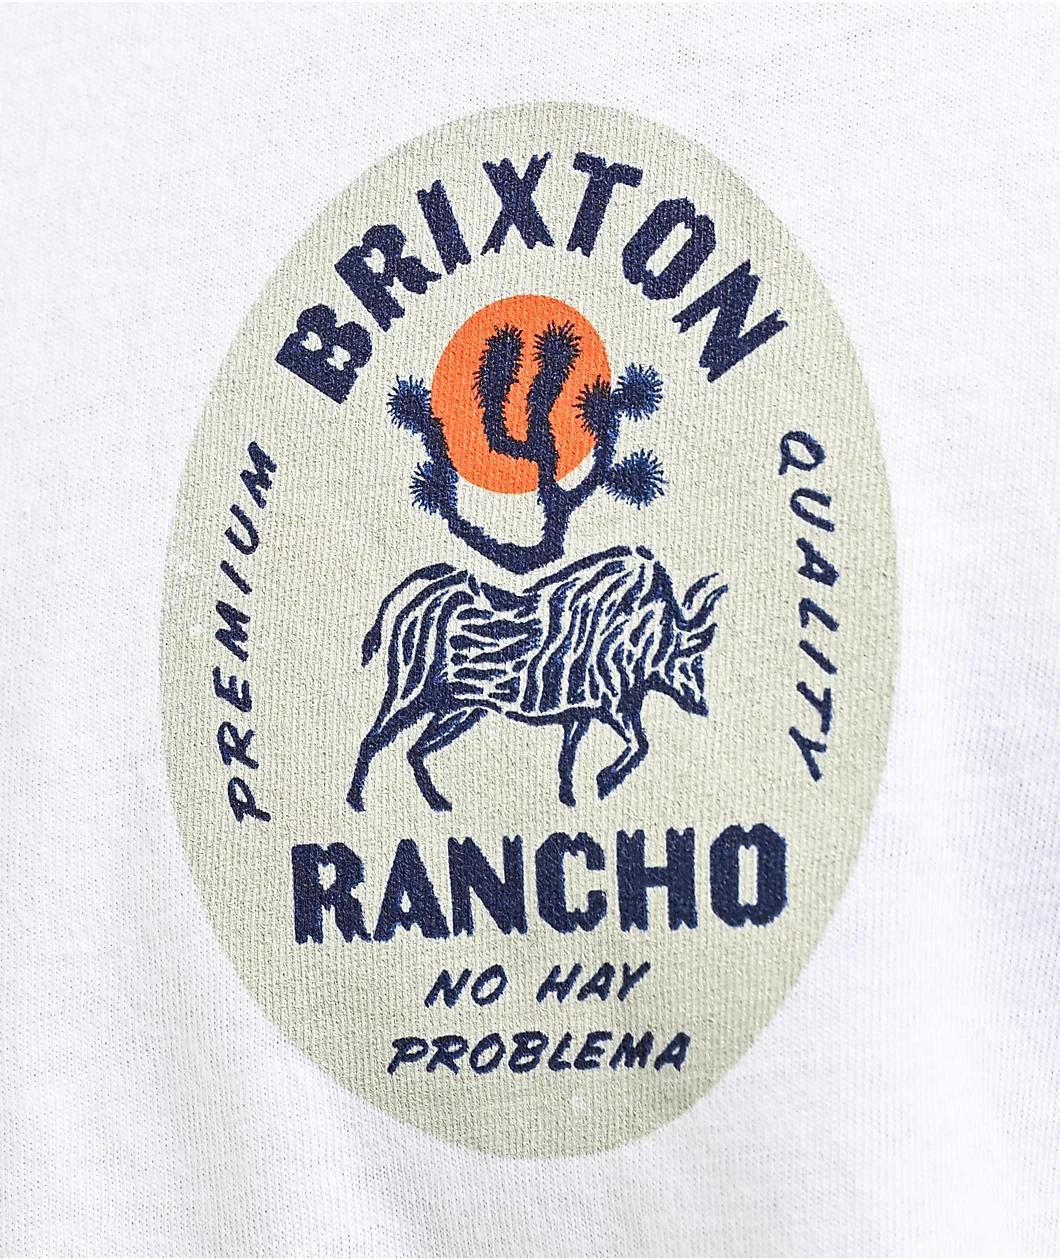 BRIXTON
PREMIUM
QUALITY
RANCHO
NO HAY
PROBLEMA